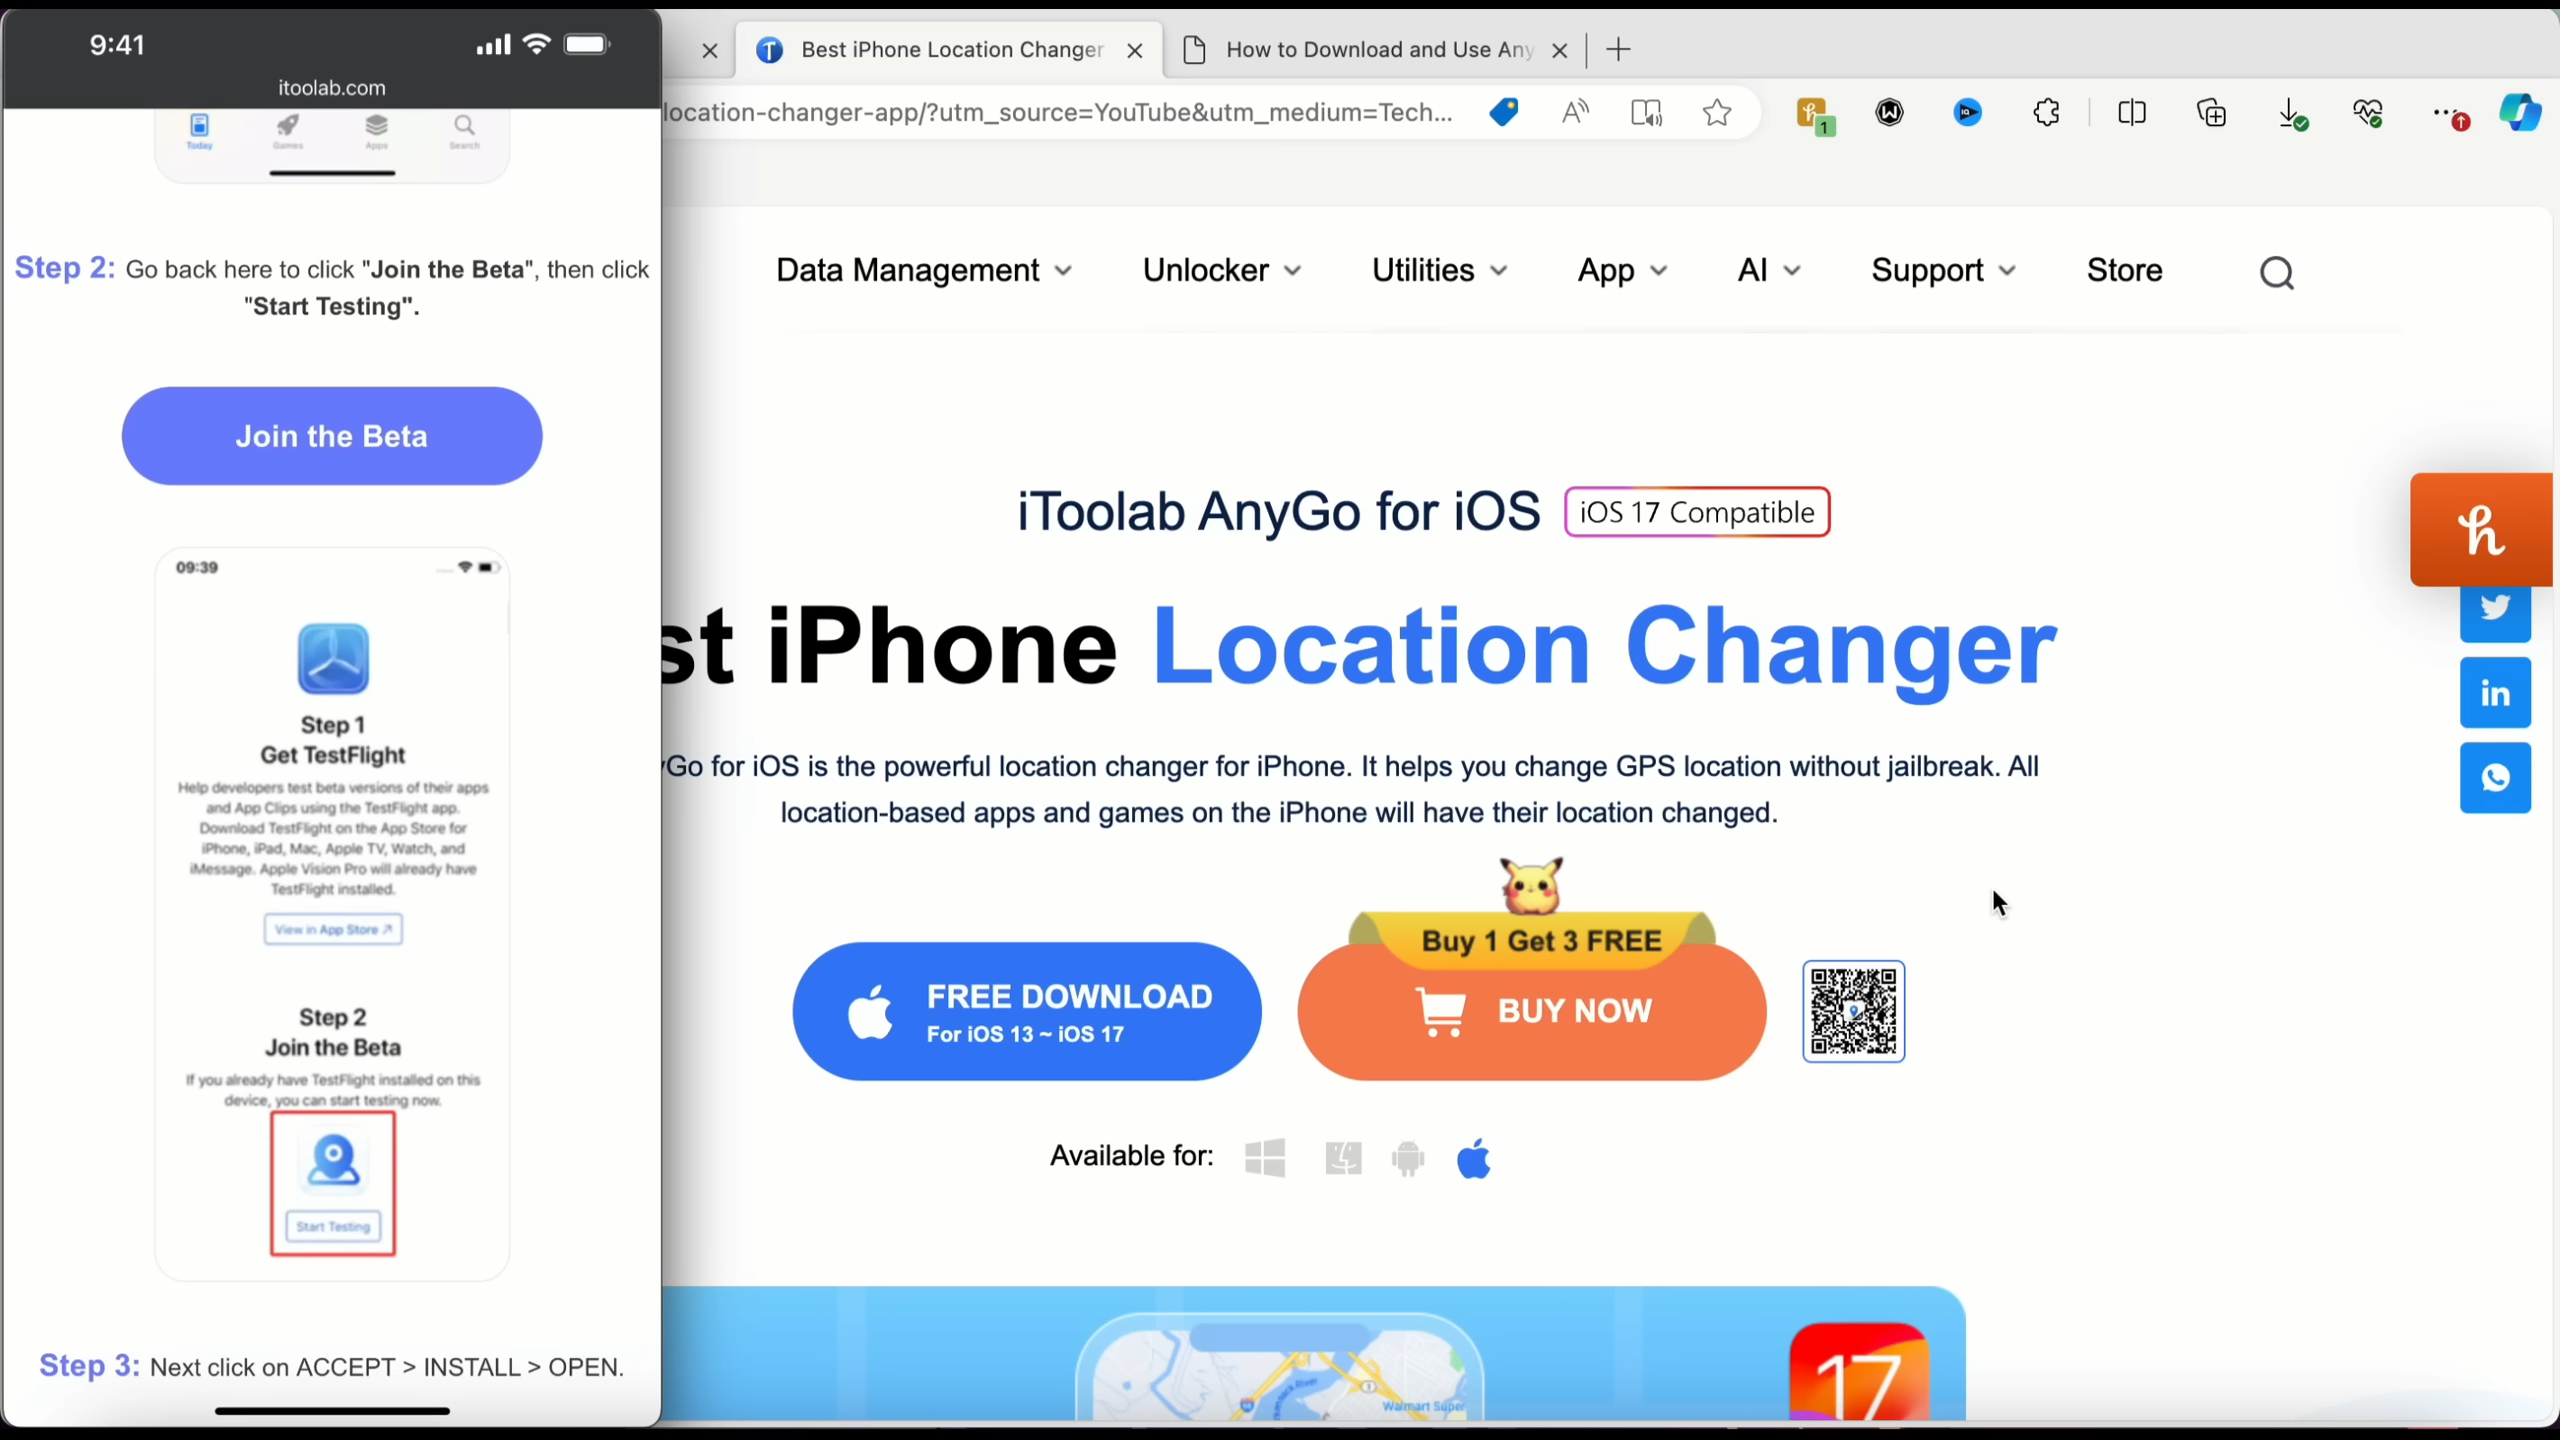 9:41
itoolab.com
Today Games Apps Search
Step 2: Go back here to click "Join the Beta", then click
"Start Testing".
Join the Beta
09:39
Step 1
Get TestFlight
Help developers test beta versions of their apps
and App Clips using the TestFlight app.
Download TestFlight on the App Store for
iPhone, iPad, Mac, Apple TV, Watch, and
iMessage. Apple Vision Pro will already have
TestFlight installed.
View in App Store
Step 2
Join the Beta
If you already have TestFlight installed on this
device, you can start testing now.
Start Testing
Step 3: Next click on ACCEPT > INSTALL > OPEN.
Best iPhone Location Changer
How to Download and Use Any
location-changer-app/?utm_source=YouTube&utm_medium=Tech...
1
Data Management
Unlocker
Utilities
App
AI
Support
Store
iToolab AnyGo for iOS iOS 17 Compatible
st iPhone Location Changer
Go for iOS is the powerful location changer for iPhone. It helps you change GPS location without jailbreak. All
location-based apps and games on the iPhone will have their location changed.
Buy 1 Get 3 FREE
FREE DOWNLOAD
For iOS 13 ~ iOS 17
BUY NOW
Available for:
h
in
17
Walmart Super